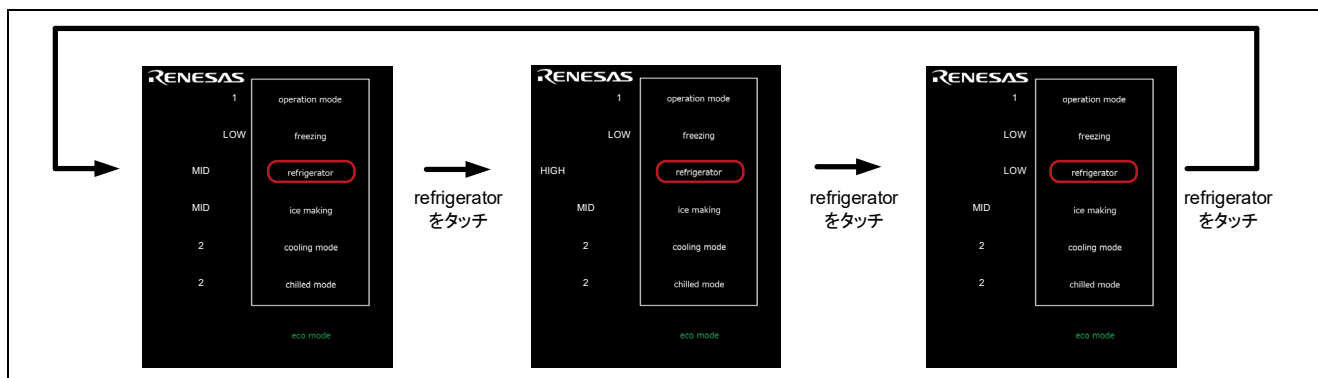 RENESAS
1 operation mode
LOW freezing
MID refrigerator
MID ice making
2 cooling mode
2 chilled mode
eco mode
refrigerator
をタッチ
RENESAS
1 operation mode
LOW freezing
HIGH refrigerator
MID ice making
2 cooling mode
2 chilled mode
eco mode
refrigerator
をタッチ
RENESAS
1 operation mode
LOW freezing
LOW refrigerator
MID ice making
2 cooling mode
2 chilled mode
eco mode
refrigerator
をタッチ